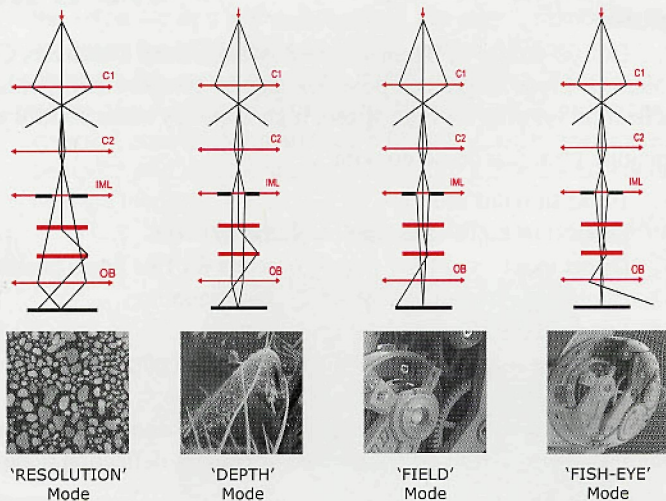 C1
C1
C1
C1
C2
C2
C2
C2
IML
IML
IML
IML
OB
OB
OB
OB
'RESOLUTION' 'DEPTH' 'FIELD' 'FISH-EYE'
Mode Mode Mode Mode